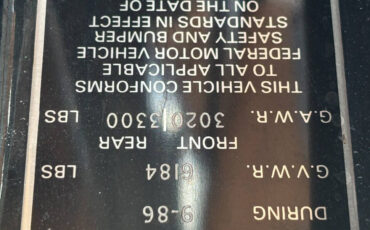 DURING 9-86
G.V.W.R. 6184 LBS
FRONT REAR
G.A.W.R. 3020 3300 LBS
THIS VEHICLE CONFORMS
TO ALL APPLICABLE
FEDERAL MOTOR VEHICLE
SAFETY AND BUMPER
STANDARDS IN EFFECT
ON THE DATE OF